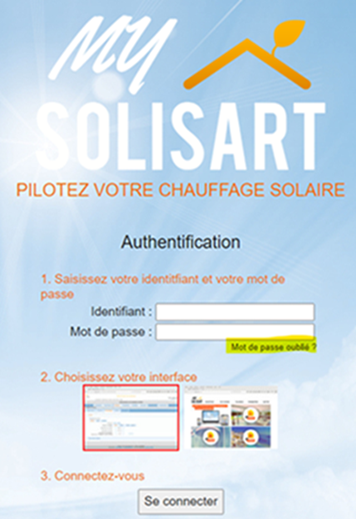 MY
SOLISART
PILOTEZ VOTRE CHAUFFAGE SOLAIRE
Authentification
1. Saisissez votre identitfiant et votre mot de
passe
Identifiant :
Mot de passe :
Mot de passe oublié ?
2. Choisissez votre interface
3. Connectez-vous
Se connecter